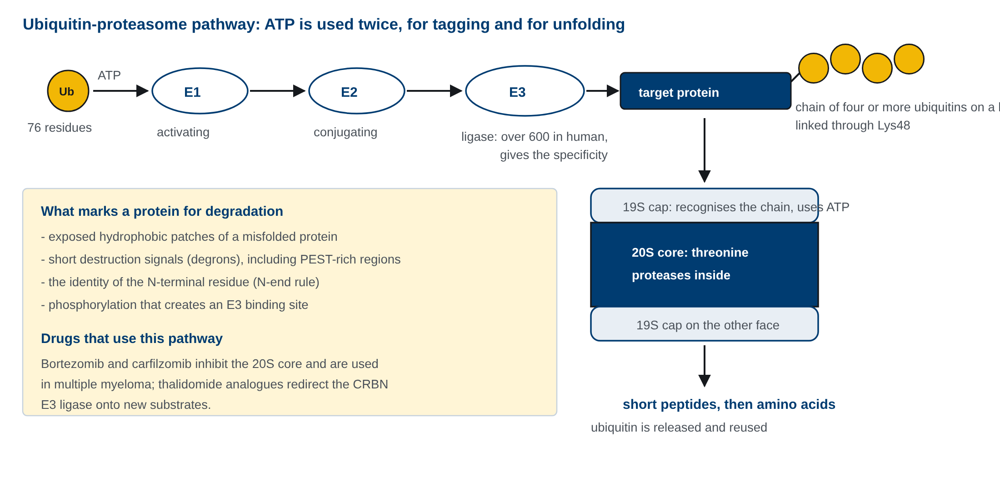 Ubiquitin-proteasome pathway: ATP is used twice, for tagging and for unfolding
ATP
Ub
E1
E2
E3
target protein
76 residues
activating
conjugating
ligase: over 600 in human,
gives the specificity
chain of four or more ubiquitins on a
linked through Lys48
What marks a protein for degradation
- exposed hydrophobic patches of a misfolded protein
- short destruction signals (degrons), including PEST-rich regions
- the identity of the N-terminal residue (N-end rule)
- phosphorylation that creates an E3 binding site
Drugs that use this pathway
Bortezomib and carfilzomib inhibit the 20S core and are used
in multiple myeloma; thalidomide analogues redirect the CRBN
E3 ligase onto new substrates.
19S cap: recognises the chain, uses ATP
20S core: threonine
proteases inside
19S cap on the other face
short peptides, then amino acids
ubiquitin is released and reused